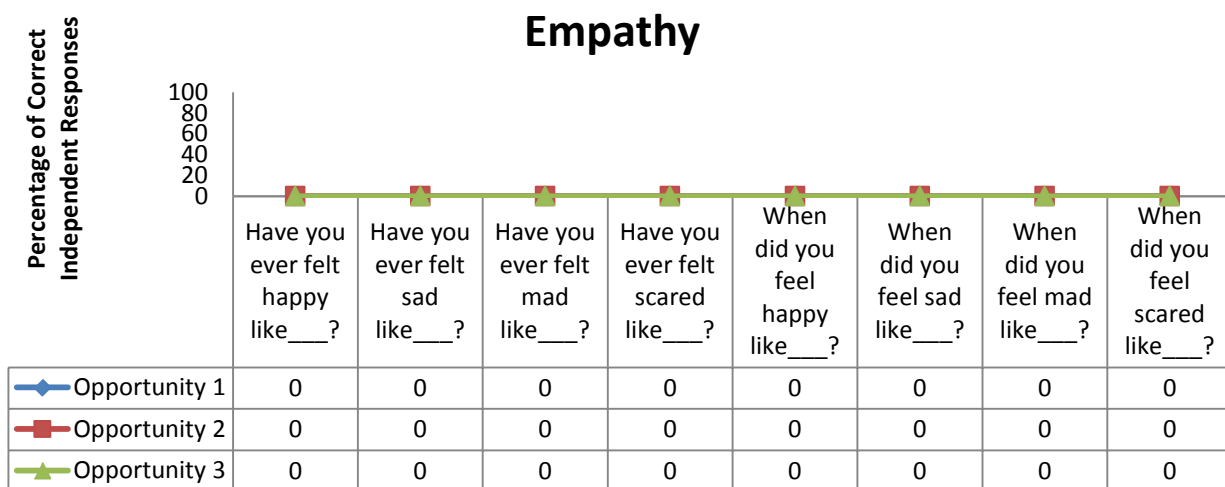 Empathy
Percentage of Correct
Independent Responses
100
80
60
40
20
0
Have you
ever felt
happy
like___?
Have you
ever felt
sad
like___?
Have you
ever felt
mad
like___?
Have you
ever felt
scared
like___?
When
did you
feel
happy
like___?
When
did you
feel sad
like___?
When
did you
feel mad
like___?
When
did you
feel
scared
like___?
Opportunity 1 0 0 0 0 0 0 0 0
Opportunity 2 0 0 0 0 0 0 0 0
Opportunity 3 0 0 0 0 0 0 0 0